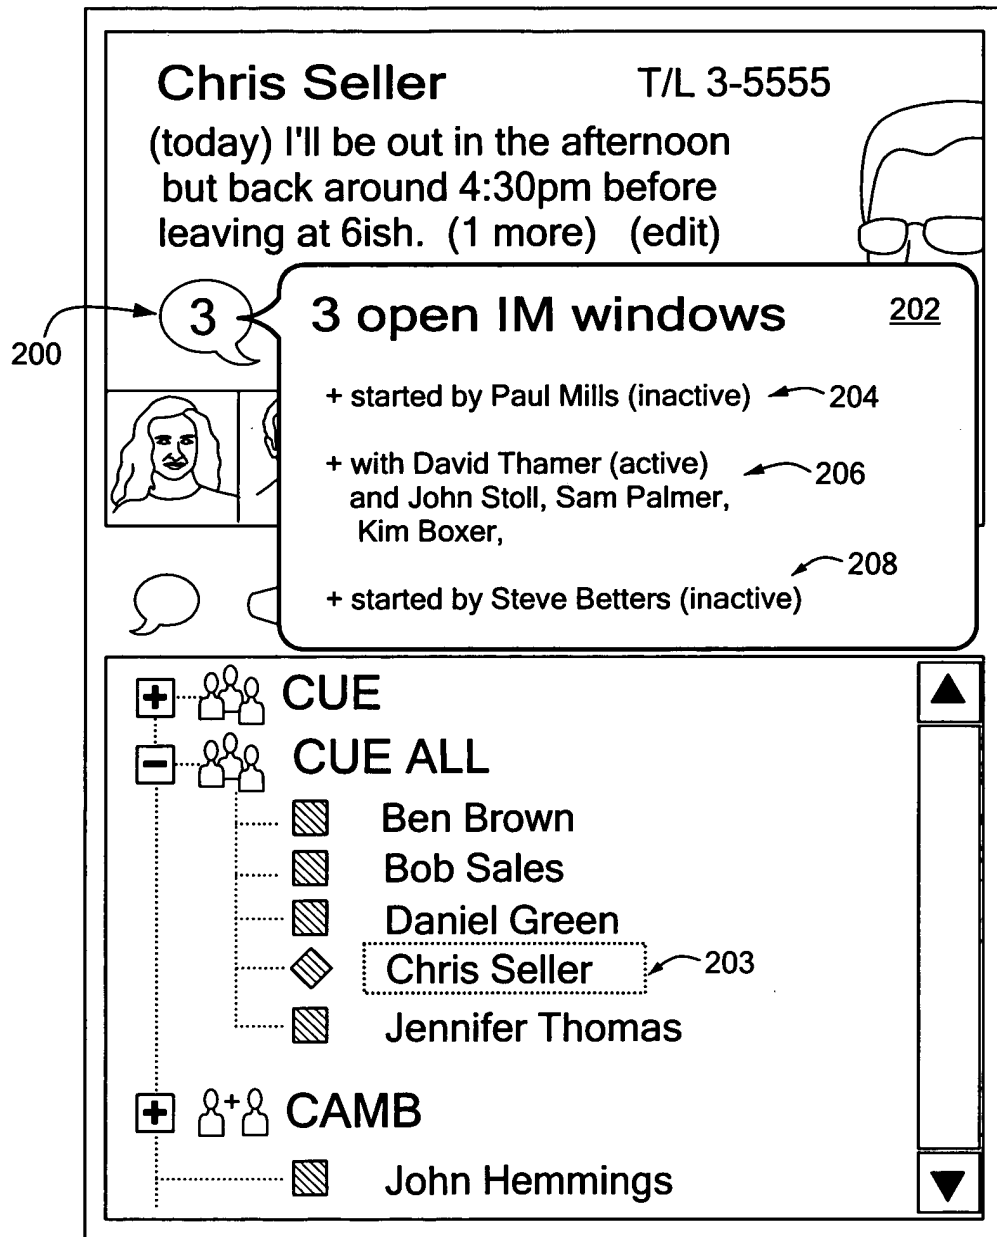 Chris Seller T/L 3-5555
(today) I'll be out in the afternoon
but back around 4:30pm before
leaving at 6ish. (1 more) (edit)
200
3
3 open IM windows 202
+ started by Paul Mills (inactive) 204
+ with David Thamer (active) 206
and John Stoll, Sam Palmer,
Kim Boxer,
208
+ started by Steve Betters (inactive)
+ CUE
− CUE ALL
Ben Brown
Bob Sales
Daniel Green
Chris Seller 203
Jennifer Thomas
+ + CAMB
John Hemmings